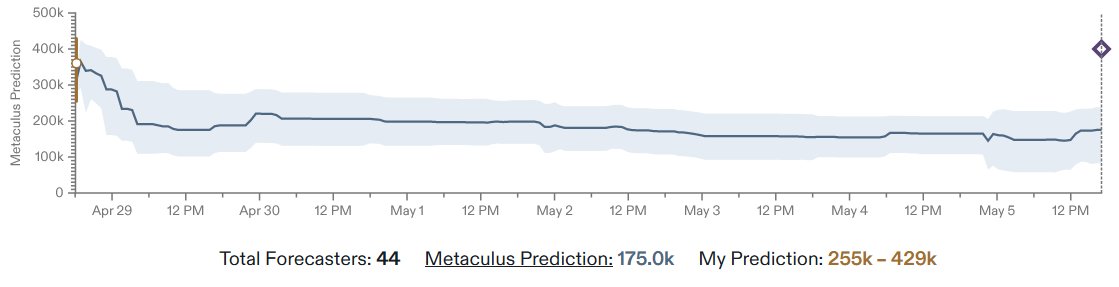 500k
400k
300k
200k
100k
0
Metaculus Prediction
Apr 29 12 PM Apr 30 12 PM May 1 12 PM May 2 12 PM May 3 12 PM May 4 12 PM May 5 12 PM
Total Forecasters: 44 Metaculus Prediction: 175.0k My Prediction: 255k – 429k